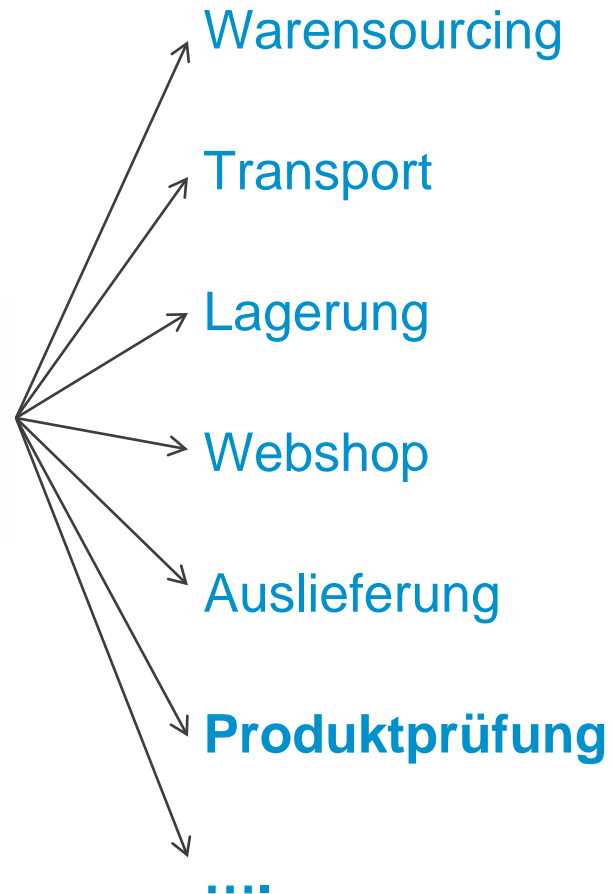 Warensourcing
Transport
Lagerung
Webshop
Auslieferung
Produktprüfung
....